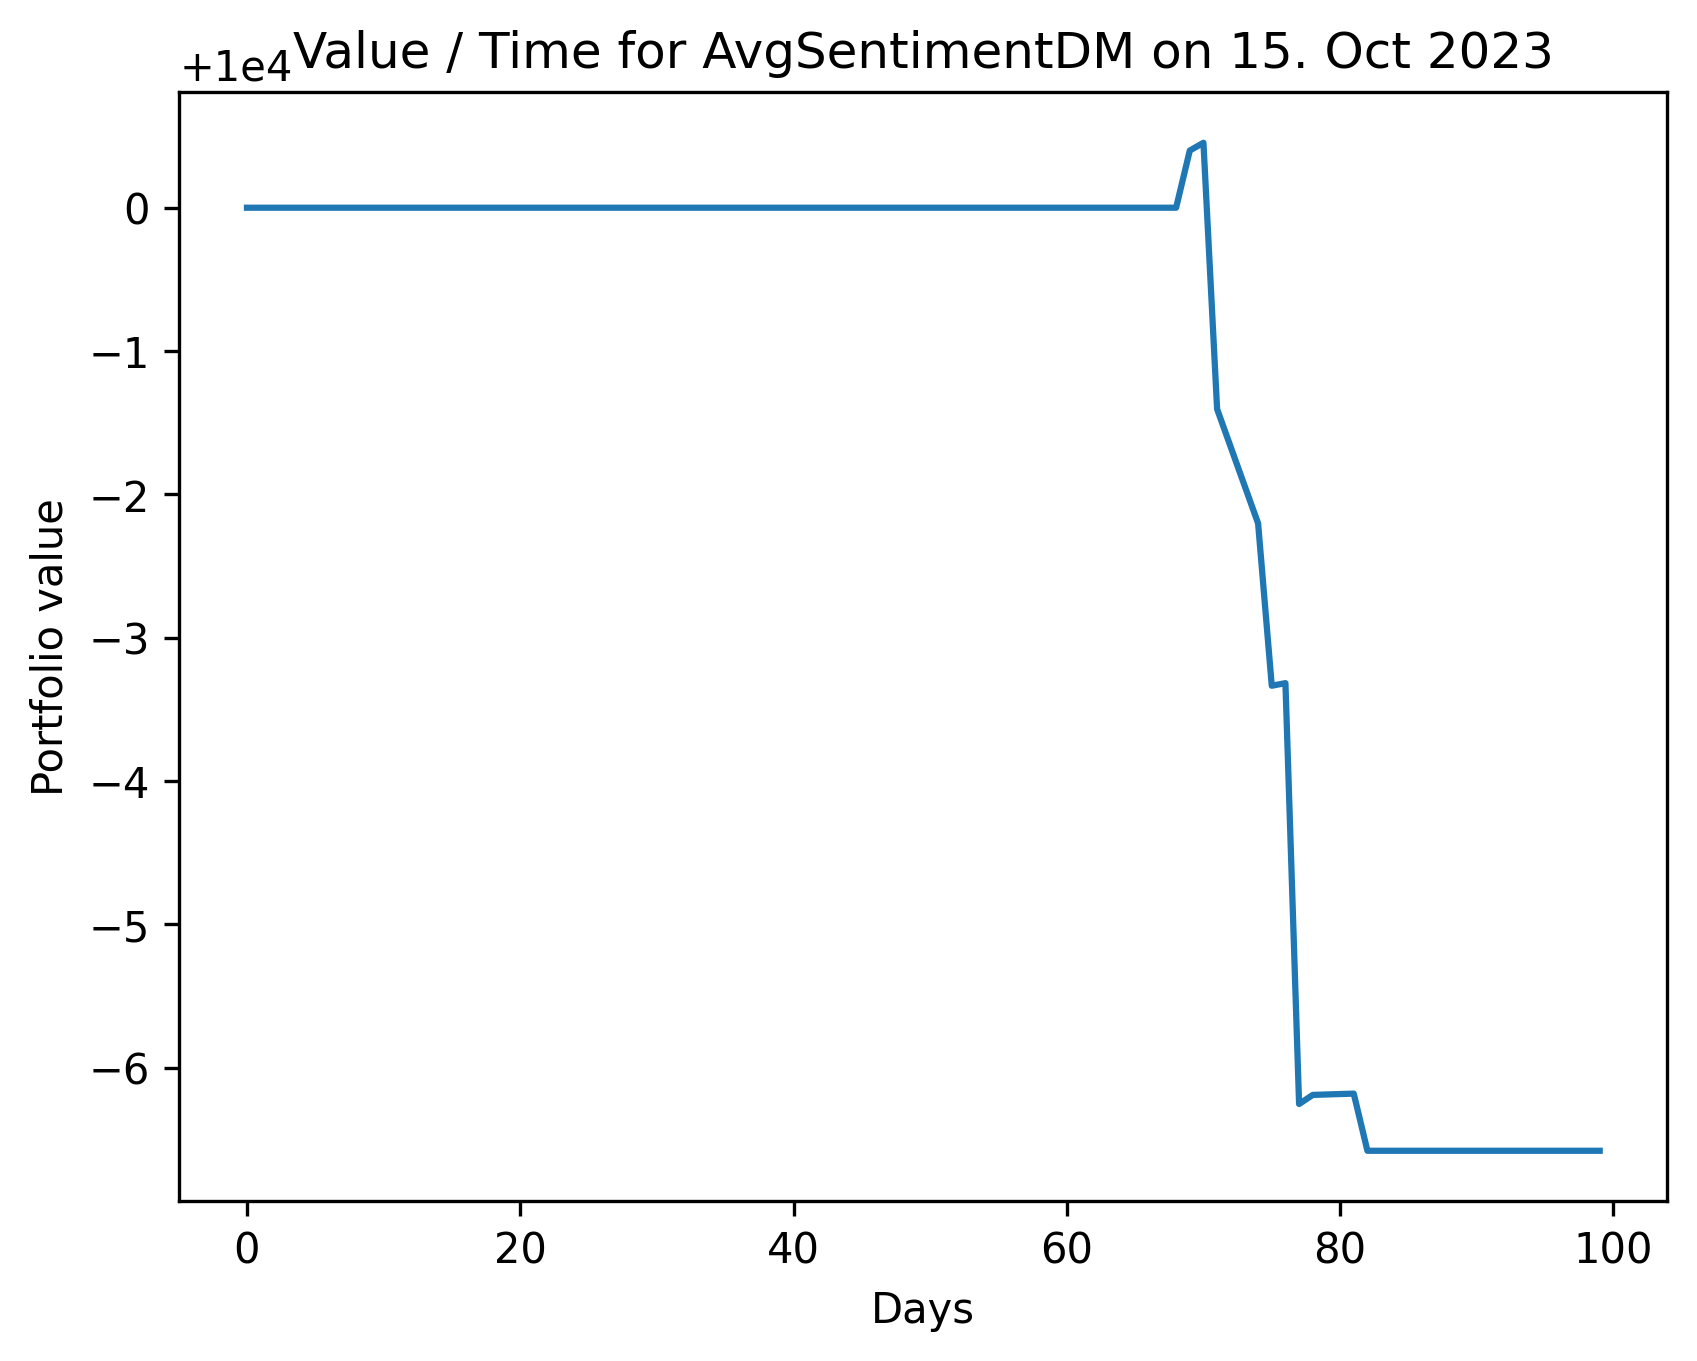 Value / Time for AvgSentimentDM on 15. Oct 2023
+1e4
0
−1
−2
−3
−4
−5
−6
Portfolio value
0 20 40 60 80 100
Days